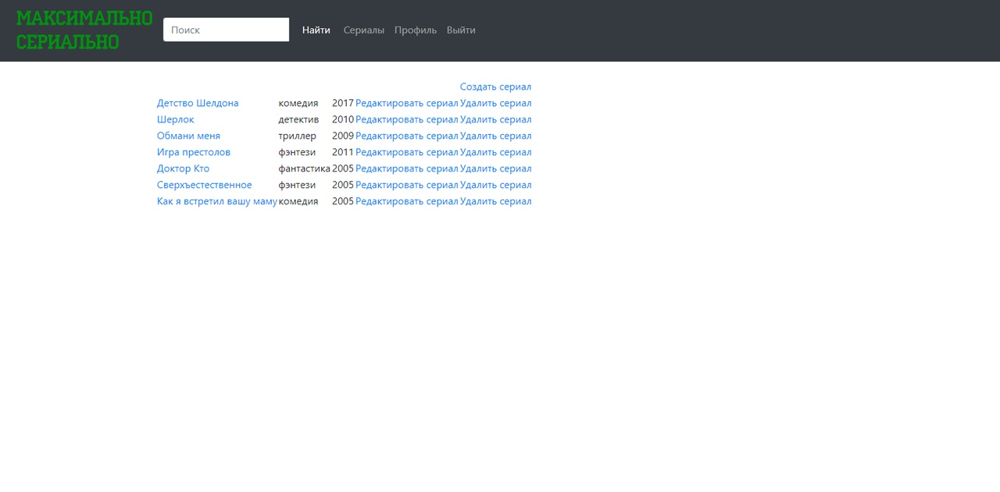 МАКСИМАЛЬНО
СЕРИАЛЬНО
Поиск Найти Сериалы Профиль Выйти
Создать сериал
Детство Шелдона комедия 2017 Редактировать сериал Удалить сериал
Шерлок детектив 2010 Редактировать сериал Удалить сериал
Обмани меня триллер 2009 Редактировать сериал Удалить сериал
Игра престолов фэнтези 2011 Редактировать сериал Удалить сериал
Доктор Кто фантастика 2005 Редактировать сериал Удалить сериал
Сверхъестественное фэнтези 2005 Редактировать сериал Удалить сериал
Как я встретил вашу маму комедия 2005 Редактировать сериал Удалить сериал